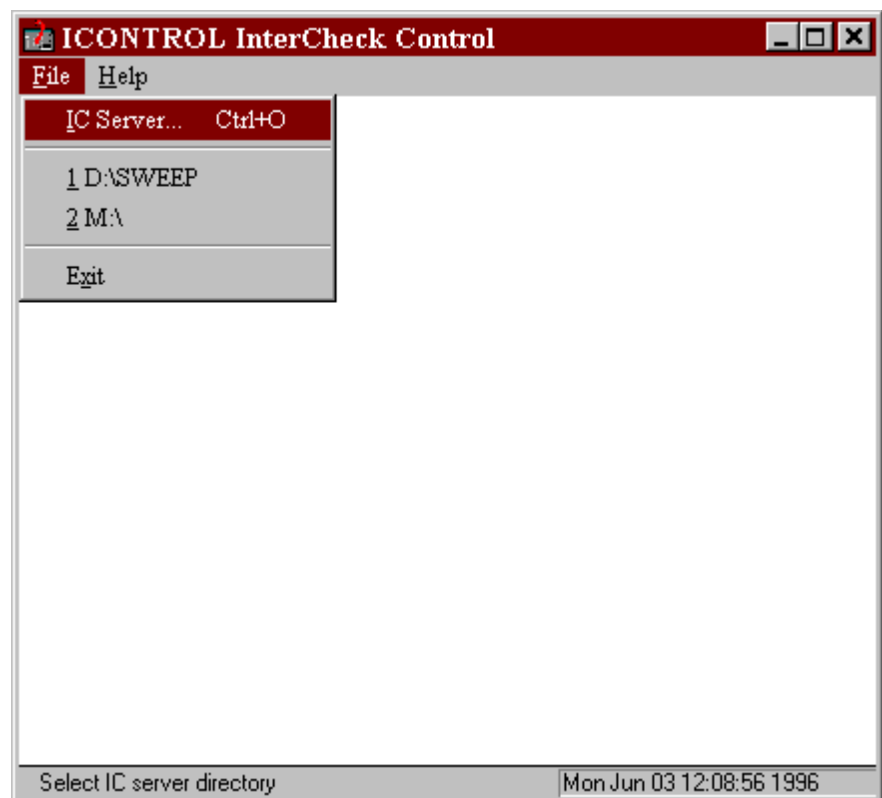 ICONTROL InterCheck Control
File Help
IC Server... Ctrl+O
1 D:\SWEEP
2 M:\
Exit
Select IC server directory Mon Jun 03 12:08:56 1996